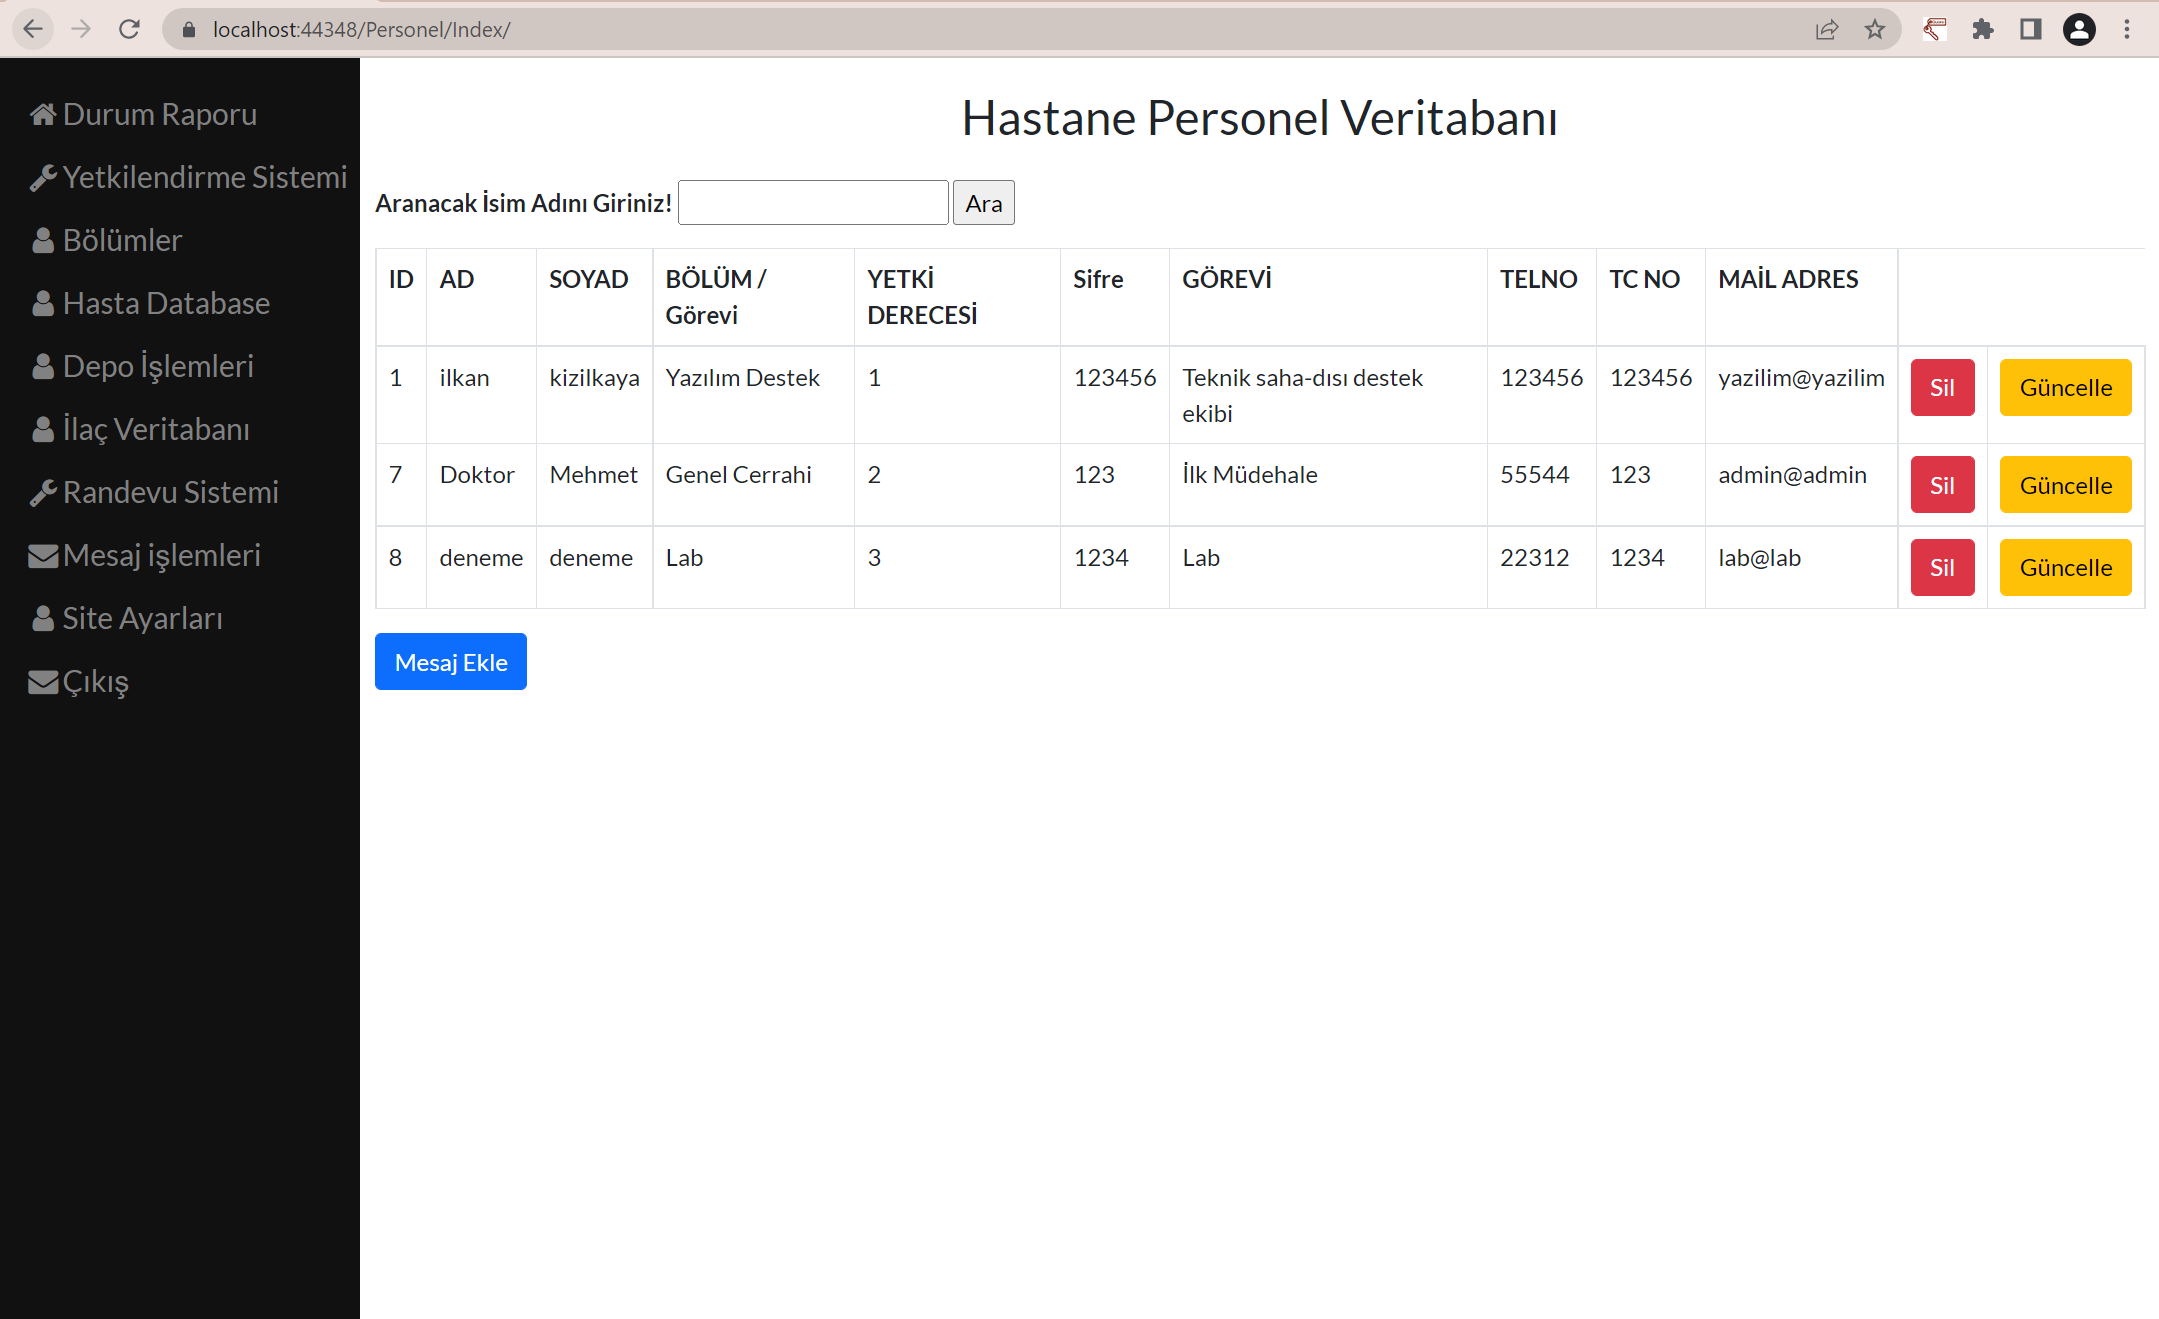 localhost:44348/Personel/Index/
Durum Raporu
Yetkilendirme Sistemi
Bölümler
Hasta Database
Depo İşlemleri
İlaç Veritabanı
Randevu Sistemi
Mesaj işlemleri
Site Ayarları
Çıkış
Hastane Personel Veritabanı
Aranacak İsim Adını Giriniz! Ara
ID AD SOYAD BÖLÜM / YETKİ Sifre GÖREVİ TELNO TC NO MAİL ADRES
Görevi DERECESİ
1 ilkan kizilkaya Yazılım Destek 1 123456 Teknik saha-dısı destek 123456 123456 yazilim@yazilim Sil Güncelle
ekibi
7 Doktor Mehmet Genel Cerrahi 2 123 İlk Müdehale 55544 123 admin@admin Sil Güncelle
8 deneme deneme Lab 3 1234 Lab 22312 1234 lab@lab Sil Güncelle
Mesaj Ekle